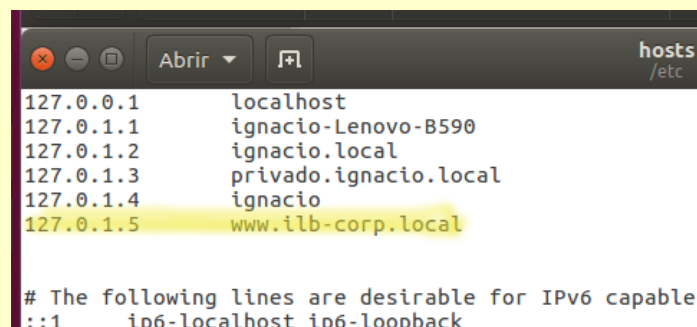 Abrir
hosts
/etc
127.0.0.1 localhost
127.0.1.1 ignacio-Lenovo-B590
127.0.1.2 ignacio.local
127.0.1.3 privado.ignacio.local
127.0.1.4 ignacio
127.0.1.5 www.ilb-corp.local
# The following lines are desirable for IPv6 capable
::1 ip6-localhost ip6-loopback